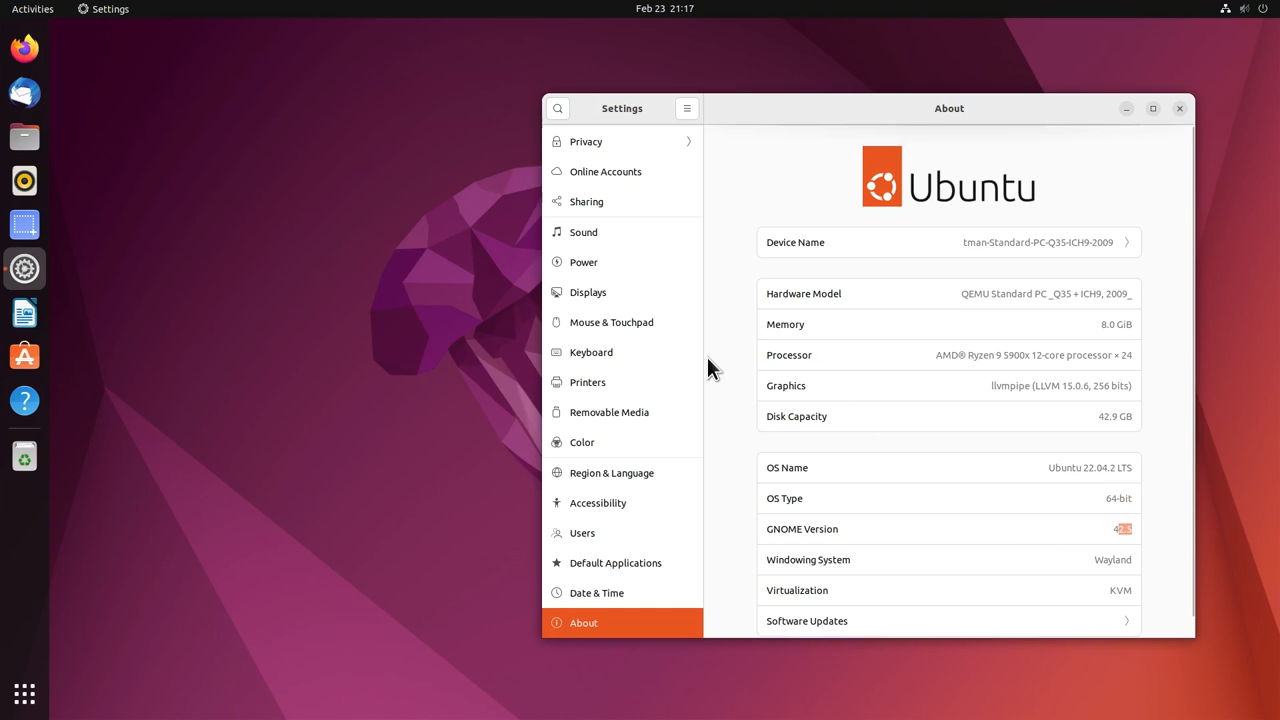 Activities Settings Feb 23 21:17
Settings About
Privacy
Online Accounts
Sharing
Sound
Power
Displays
Mouse & Touchpad
Keyboard
Printers
Removable Media
Color
Region & Language
Accessibility
Users
Default Applications
Date & Time
About
Ubuntu
Device Name tman-Standard-PC-Q35-ICH9-2009
Hardware Model QEMU Standard PC _Q35 + ICH9, 2009_
Memory 8.0 GiB
Processor AMD® Ryzen 9 5900x 12-core processor × 24
Graphics llvmpipe (LLVM 15.0.6, 256 bits)
Disk Capacity 42.9 GB
OS Name Ubuntu 22.04.2 LTS
OS Type 64-bit
GNOME Version 42.5
Windowing System Wayland
Virtualization KVM
Software Updates